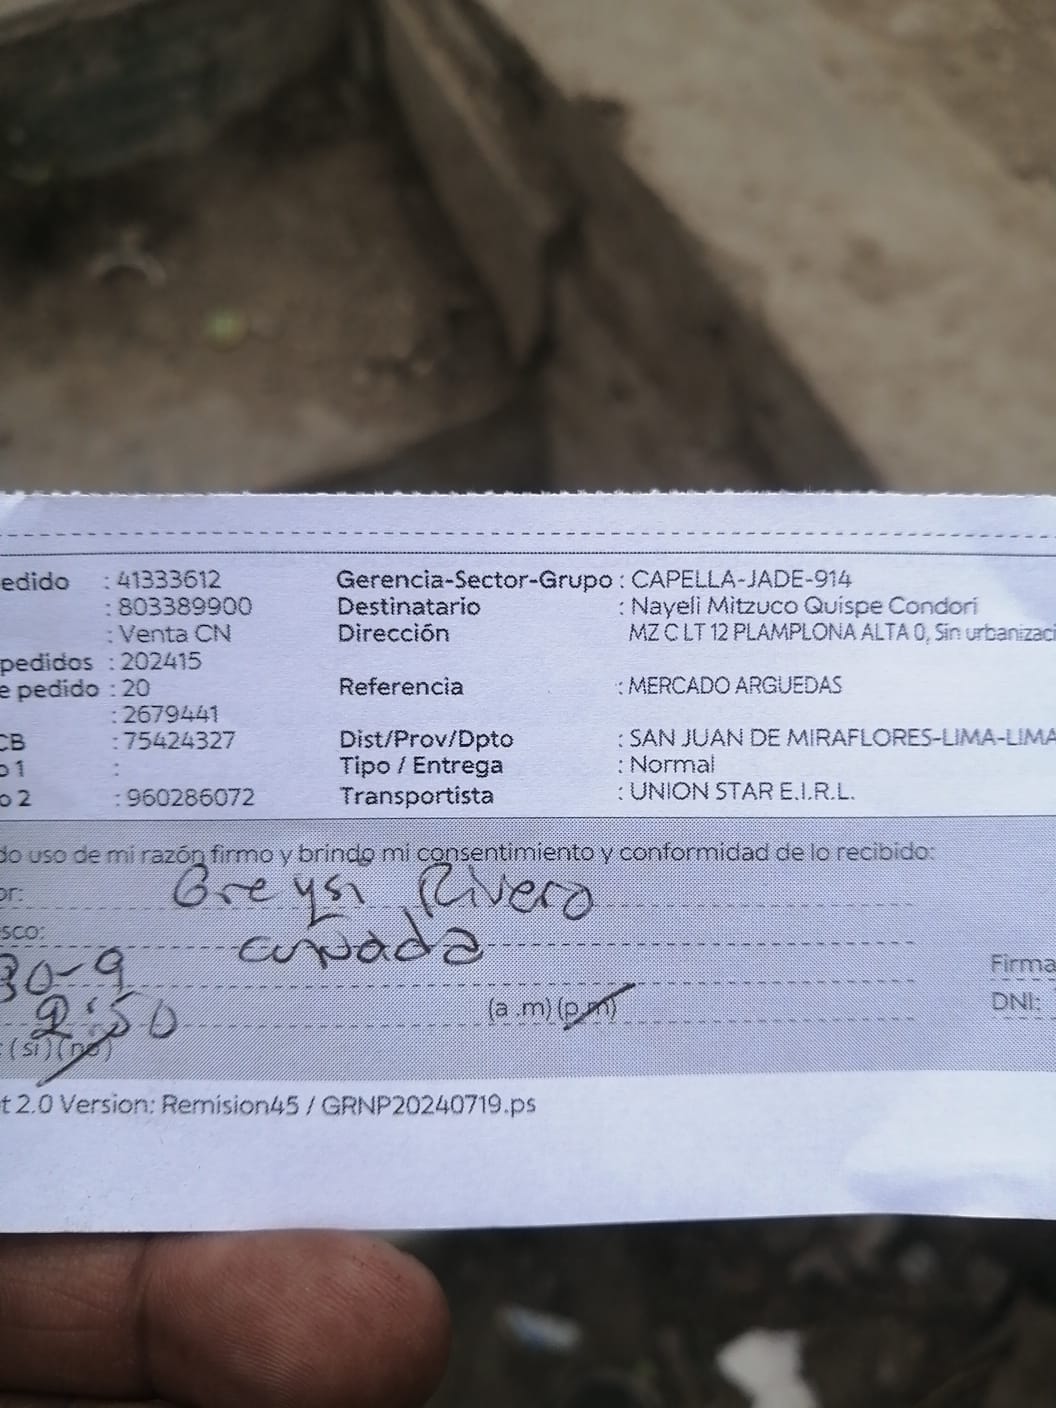 edido : 41333612 Gerencia-Sector-Grupo : CAPELLA-JADE-914
: 803389900 Destinatario : Nayeli Mitzuco Quispe Condori
: Venta CN Dirección MZ C LT 12 PLAMPLONA ALTA 0, Sin urbanizaci
pedidos : 202415
e pedido : 20 Referencia : MERCADO ARGUEDAS
: 2679441
CB : 75424327 Dist/Prov/Dpto : SAN JUAN DE MIRAFLORES-LIMA-LIMA
o 1 : Tipo / Entrega : Normal
o 2 : 960286072 Transportista : UNION STAR E.I.R.L.
do uso de mi razón firmo y brindo mi consentimiento y conformidad de lo recibido:
or: Greysi Rivero
sco: cuñada
30-9 Firma
2:50 (a .m) (p.m) DNI:
: (si) (no)
t 2.0 Version: Remision45 / GRNP20240719.ps